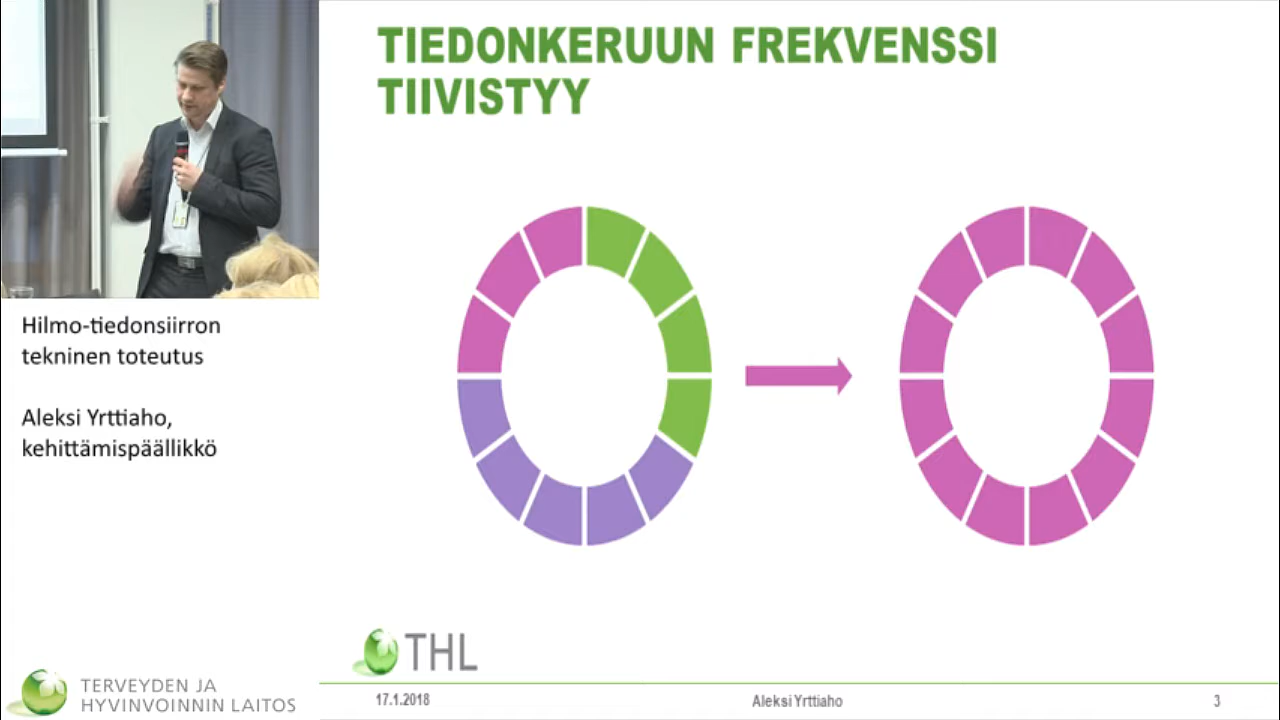 TIEDONKERUUN FREKVENSSI
TIIVISTYY
Hilmo-tiedonsiirron
tekninen toteutus
Aleksi Yrttiaho,
kehittämispäällikkö
THL
TERVEYDEN JA
HYVINVOINNIN LAITOS
17.1.2018
Aleksi Yrttiaho
3